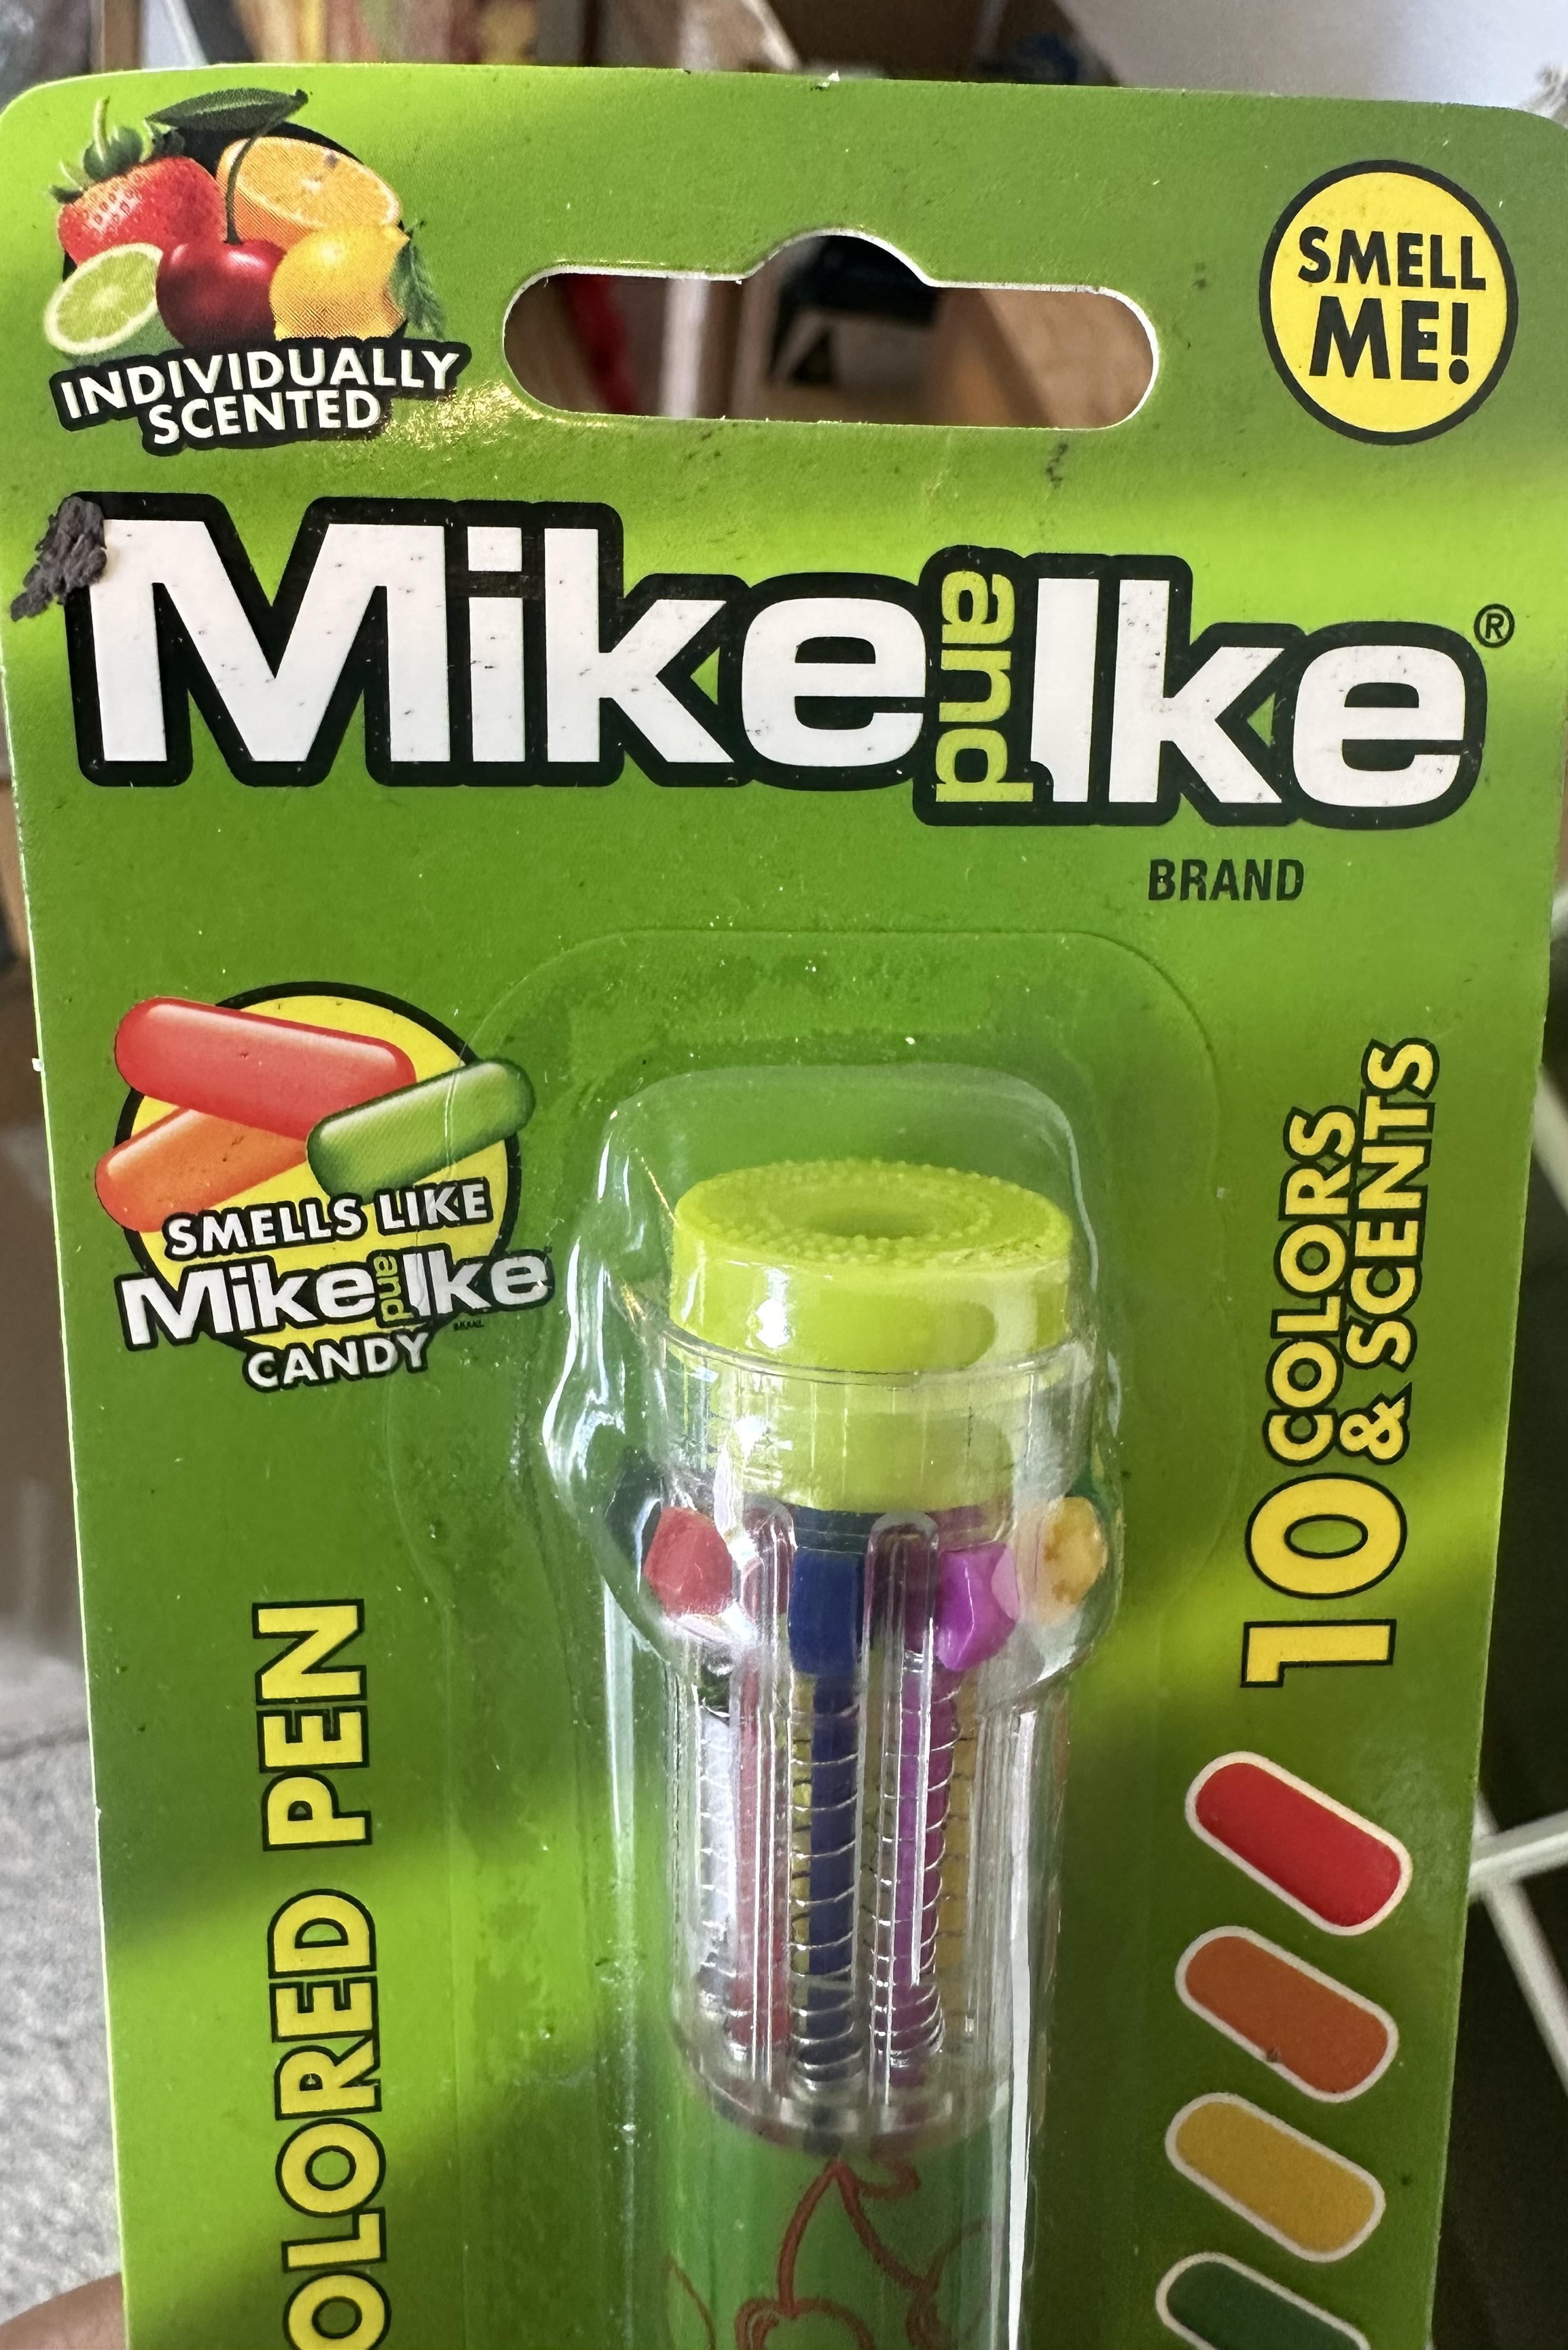 INDIVIDUALLY
SCENTED
SMELL
ME!
Mike and Ike®
BRAND
SMELLS LIKE
Mike and Ike
CANDY
10 COLORS
& SCENTS
OLORED PEN